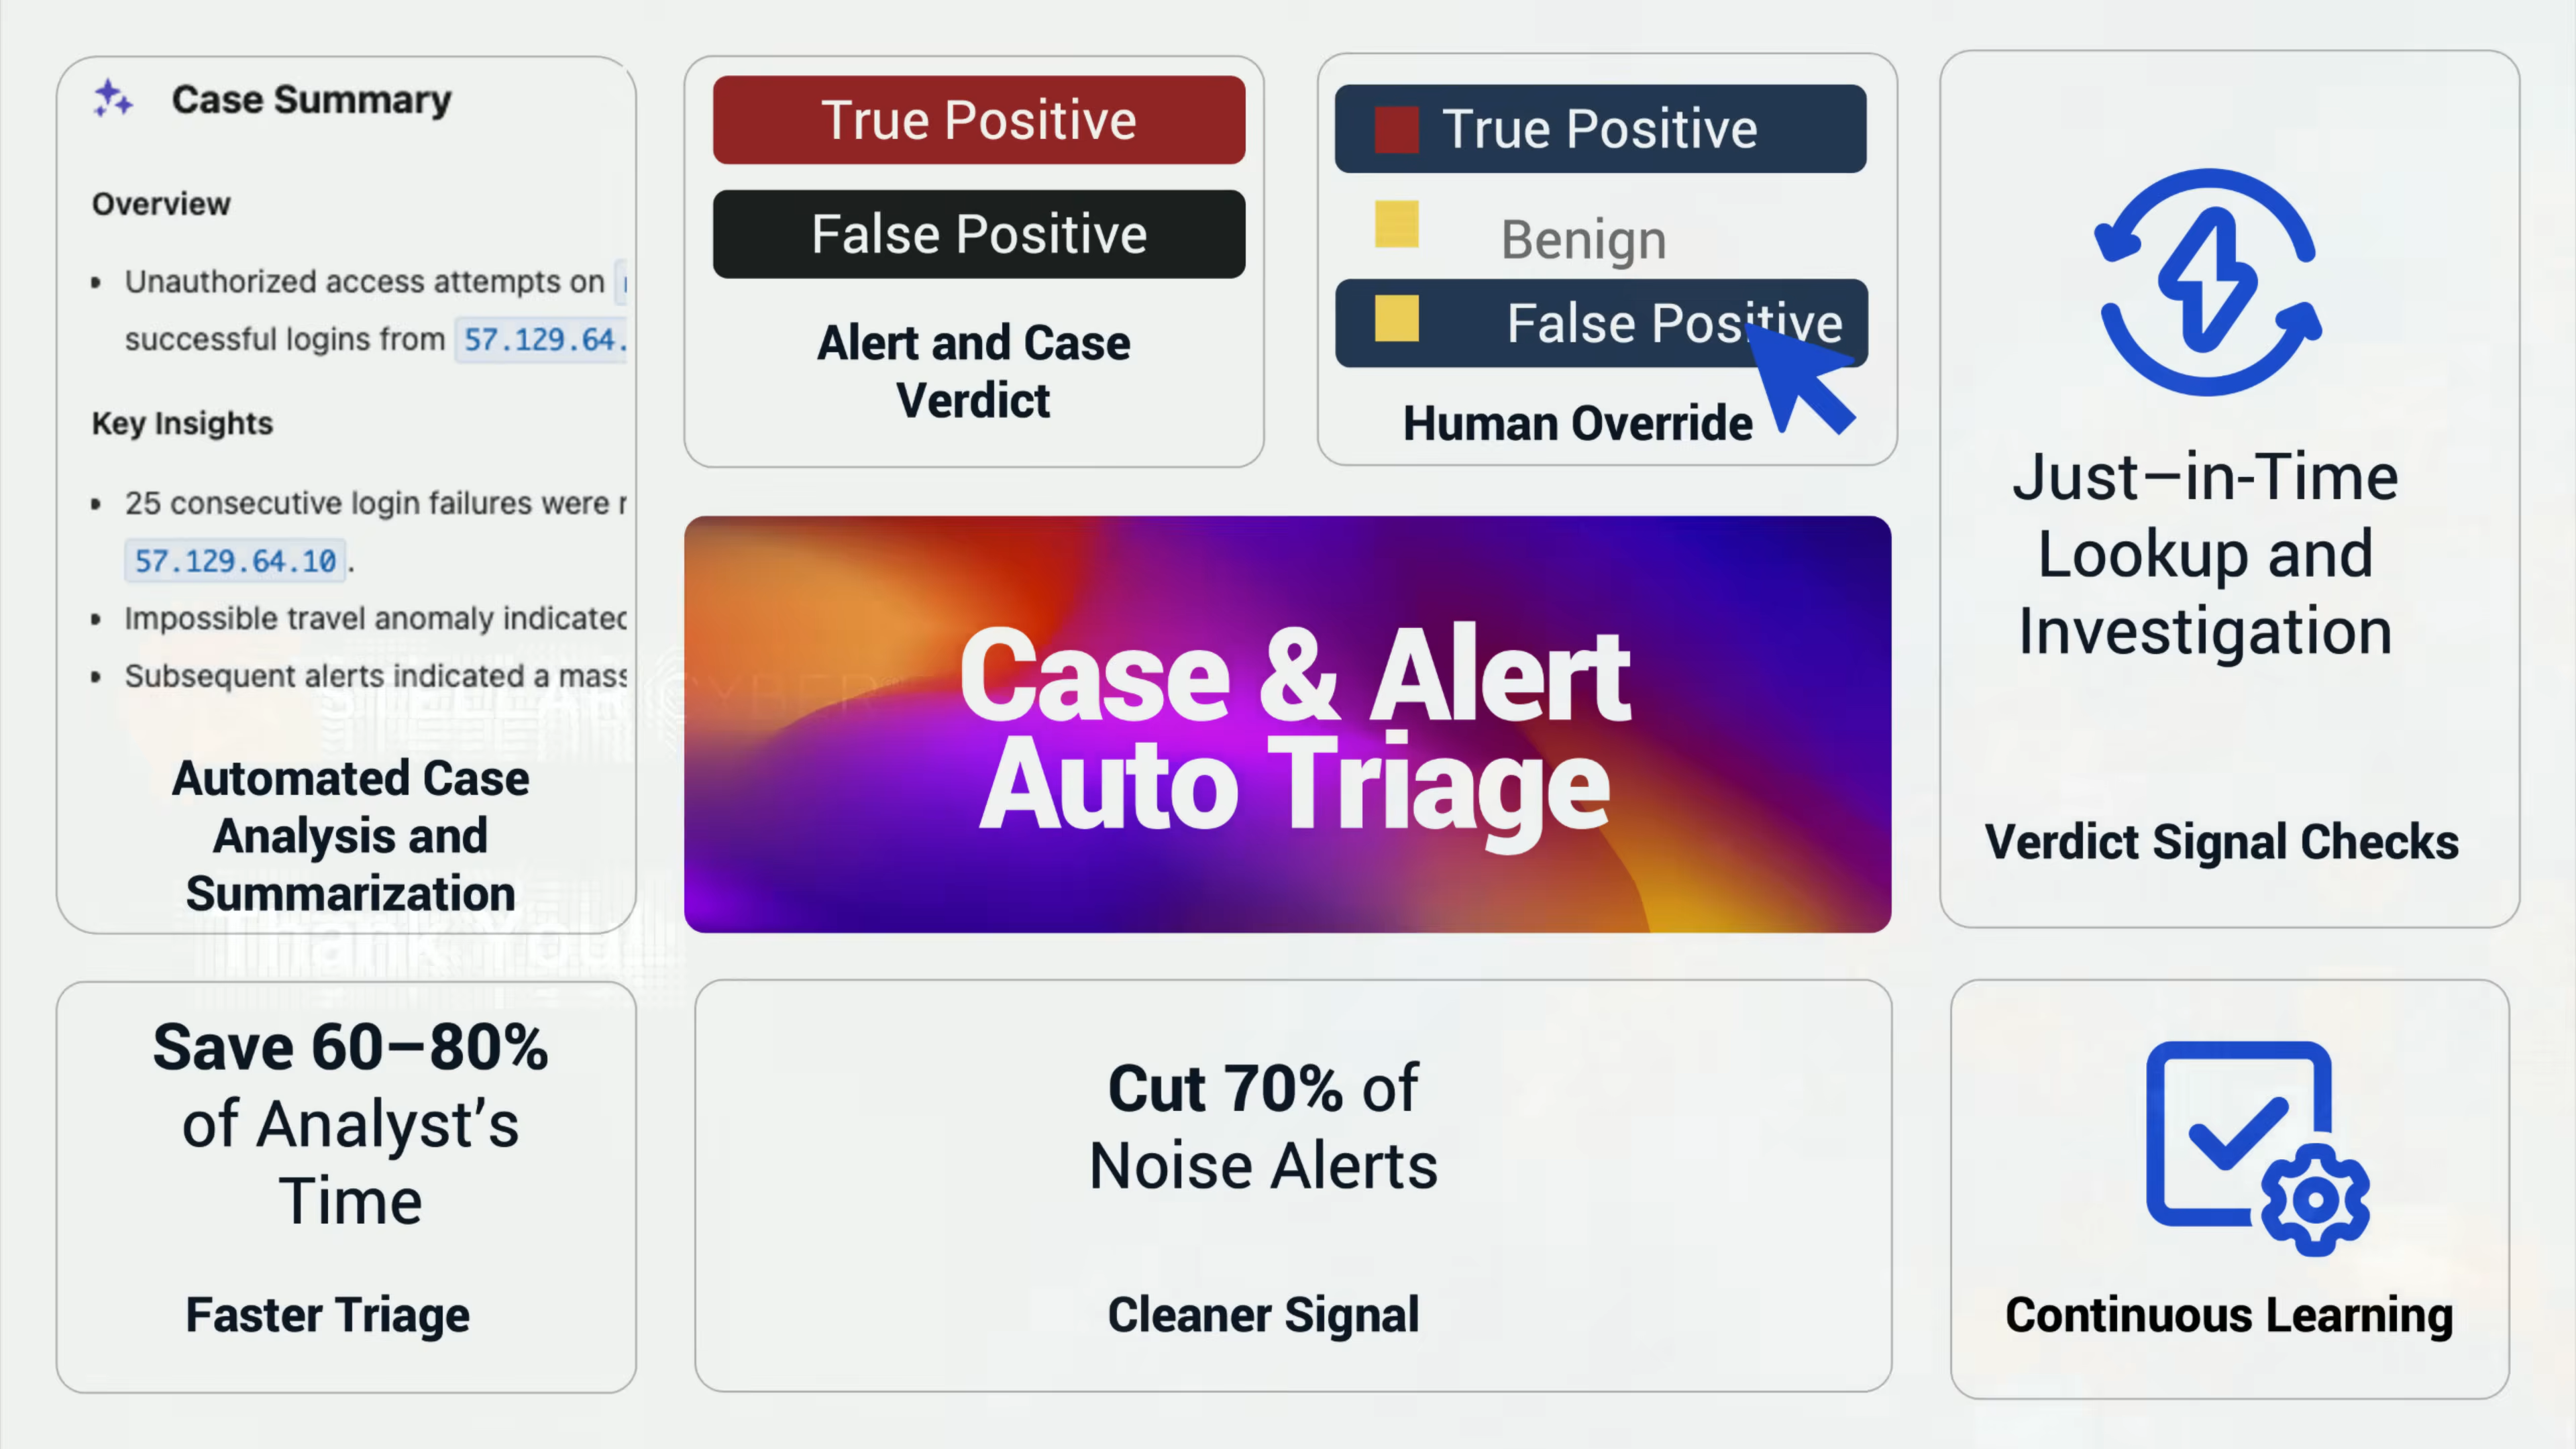 Case Summary
Overview
Unauthorized access attempts on
successful logins from 57.129.64.
Key Insights
25 consecutive login failures were
57.129.64.10.
Impossible travel anomaly indicated
Subsequent alerts indicated a mass
Automated Case
Analysis and
Summarization
True Positive
False Positive
Alert and Case
Verdict
True Positive
Benign
False Positive
Human Override
Just–in-Time
Lookup and
Investigation
Verdict Signal Checks
STELLAR CYBER
Case & Alert
Auto Triage
Thank You!
Save 60–80%
of Analyst’s
Time
Faster Triage
Cut 70% of
Noise Alerts
Cleaner Signal
Continuous Learning